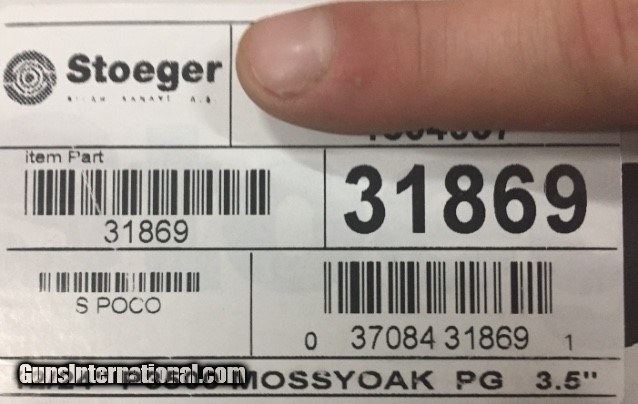 Stoeger
item Part
31869
31869
S POCO
0 37084 31869 1
GunsInternational.com
MOSSYOAK PG 3.5"